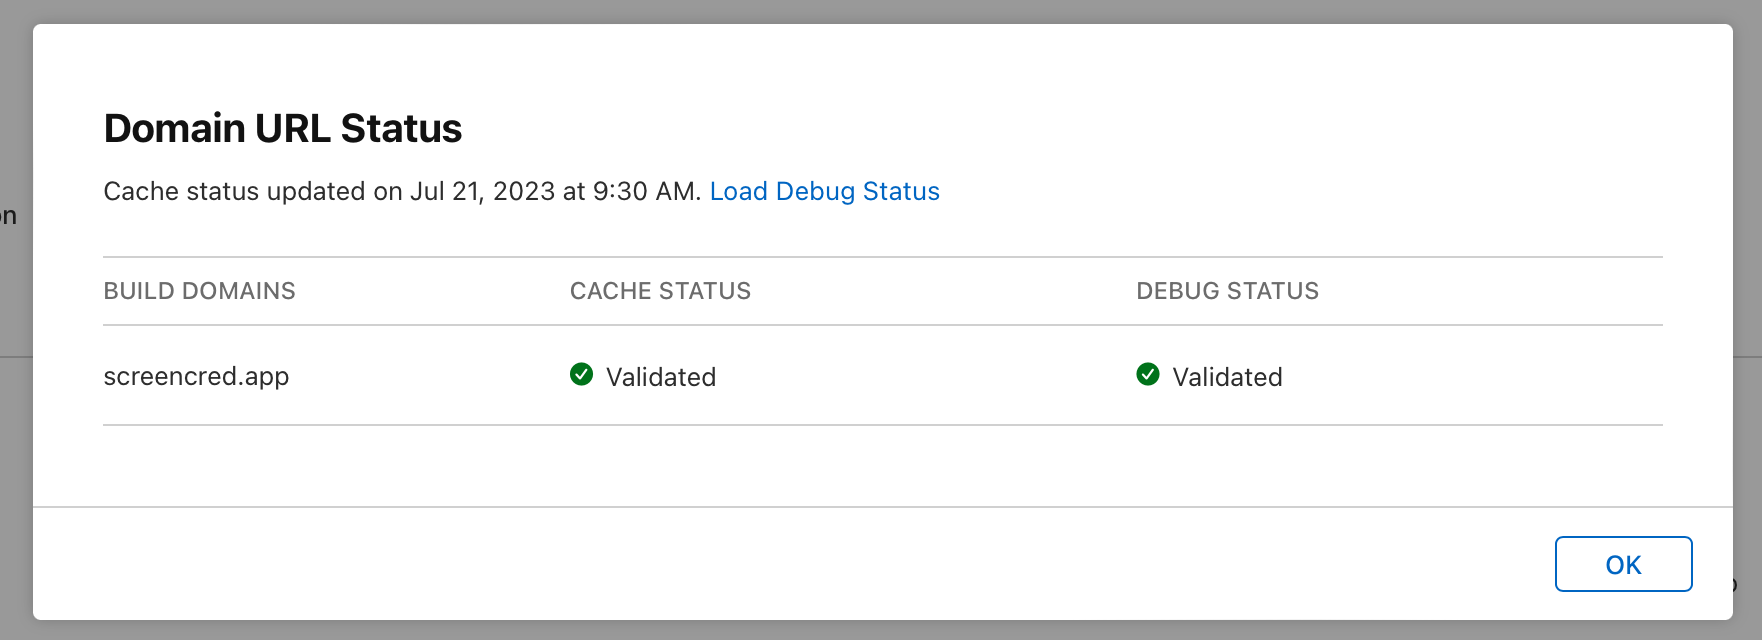 Domain URL Status
Cache status updated on Jul 21, 2023 at 9:30 AM. Load Debug Status
on
BUILD DOMAINS CACHE STATUS DEBUG STATUS
screencred.app Validated Validated
OK